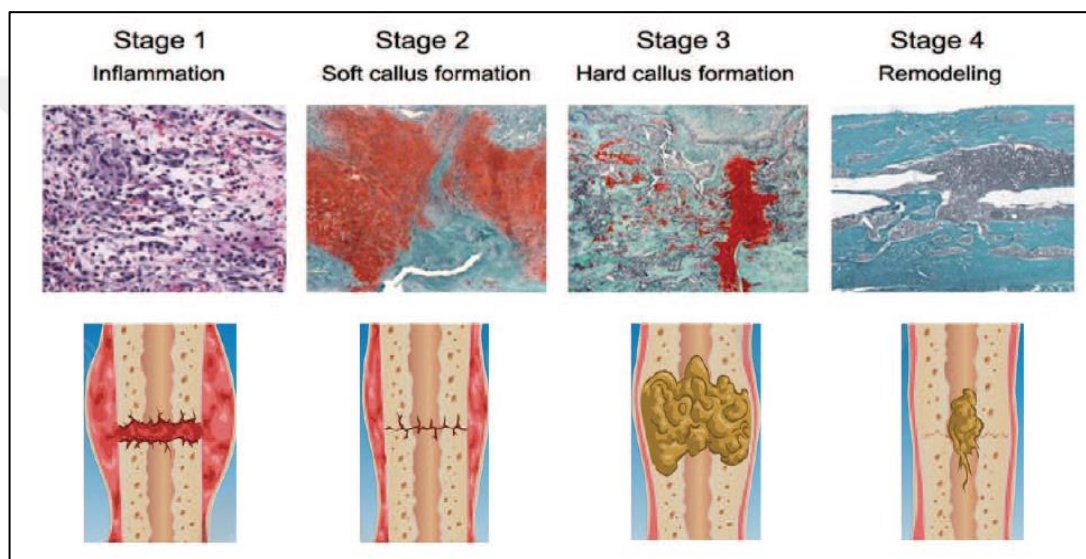 Stage 1
Inflammation
Stage 2
Soft callus formation
Stage 3
Hard callus formation
Stage 4
Remodeling